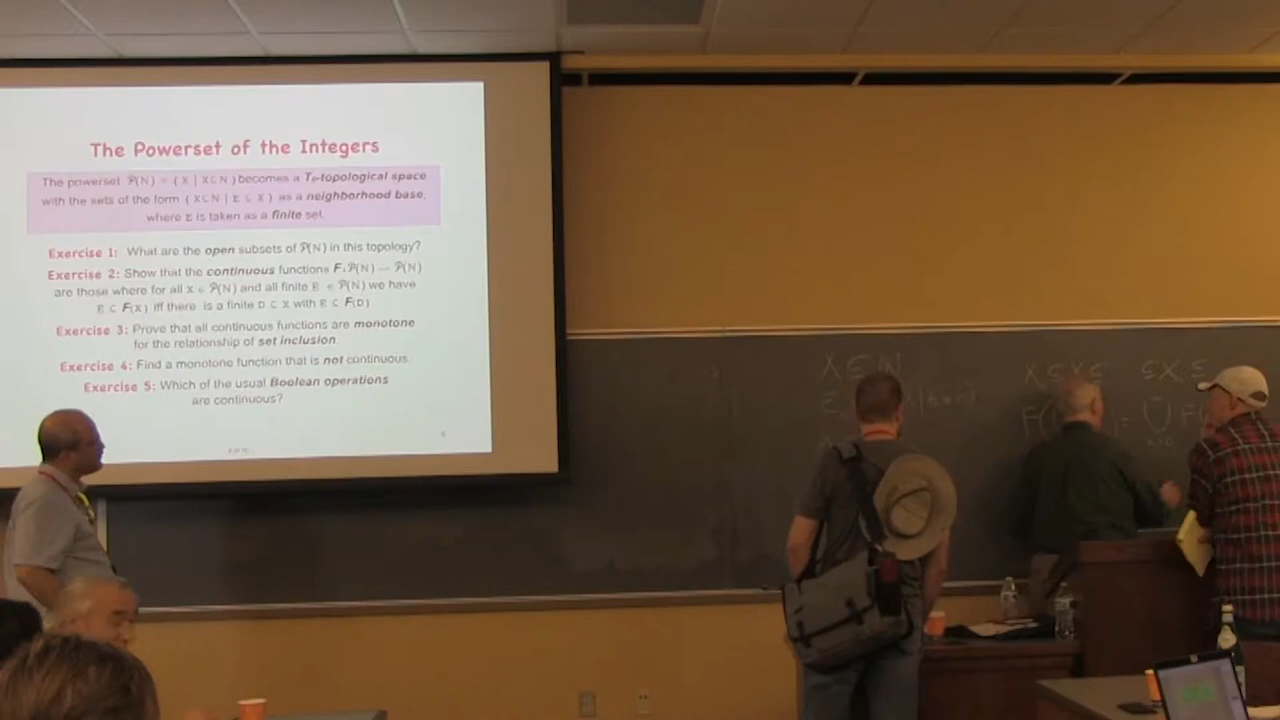 The Powerset of the Integers
The powerset P(N) = { X | X ⊆ N } becomes a T₀-topological space
with the sets of the form { X ⊆ N | E ⊆ X } as a neighborhood base,
where E is taken as a finite set.
Exercise 1: What are the open subsets of P(N) in this topology?
Exercise 2: Show that the continuous functions F: P(N) → P(N)
are those where for all X ∈ P(N) and all finite E ∈ P(N) we have
E ⊆ F(X) iff there is a finite D ⊆ X with E ⊆ F(D).
Exercise 3: Prove that all continuous functions are monotone
for the relationship of set inclusion.
Exercise 4: Find a monotone function that is not continuous.
Exercise 5: Which of the usual Boolean operations
are continuous?
X ⊆ N